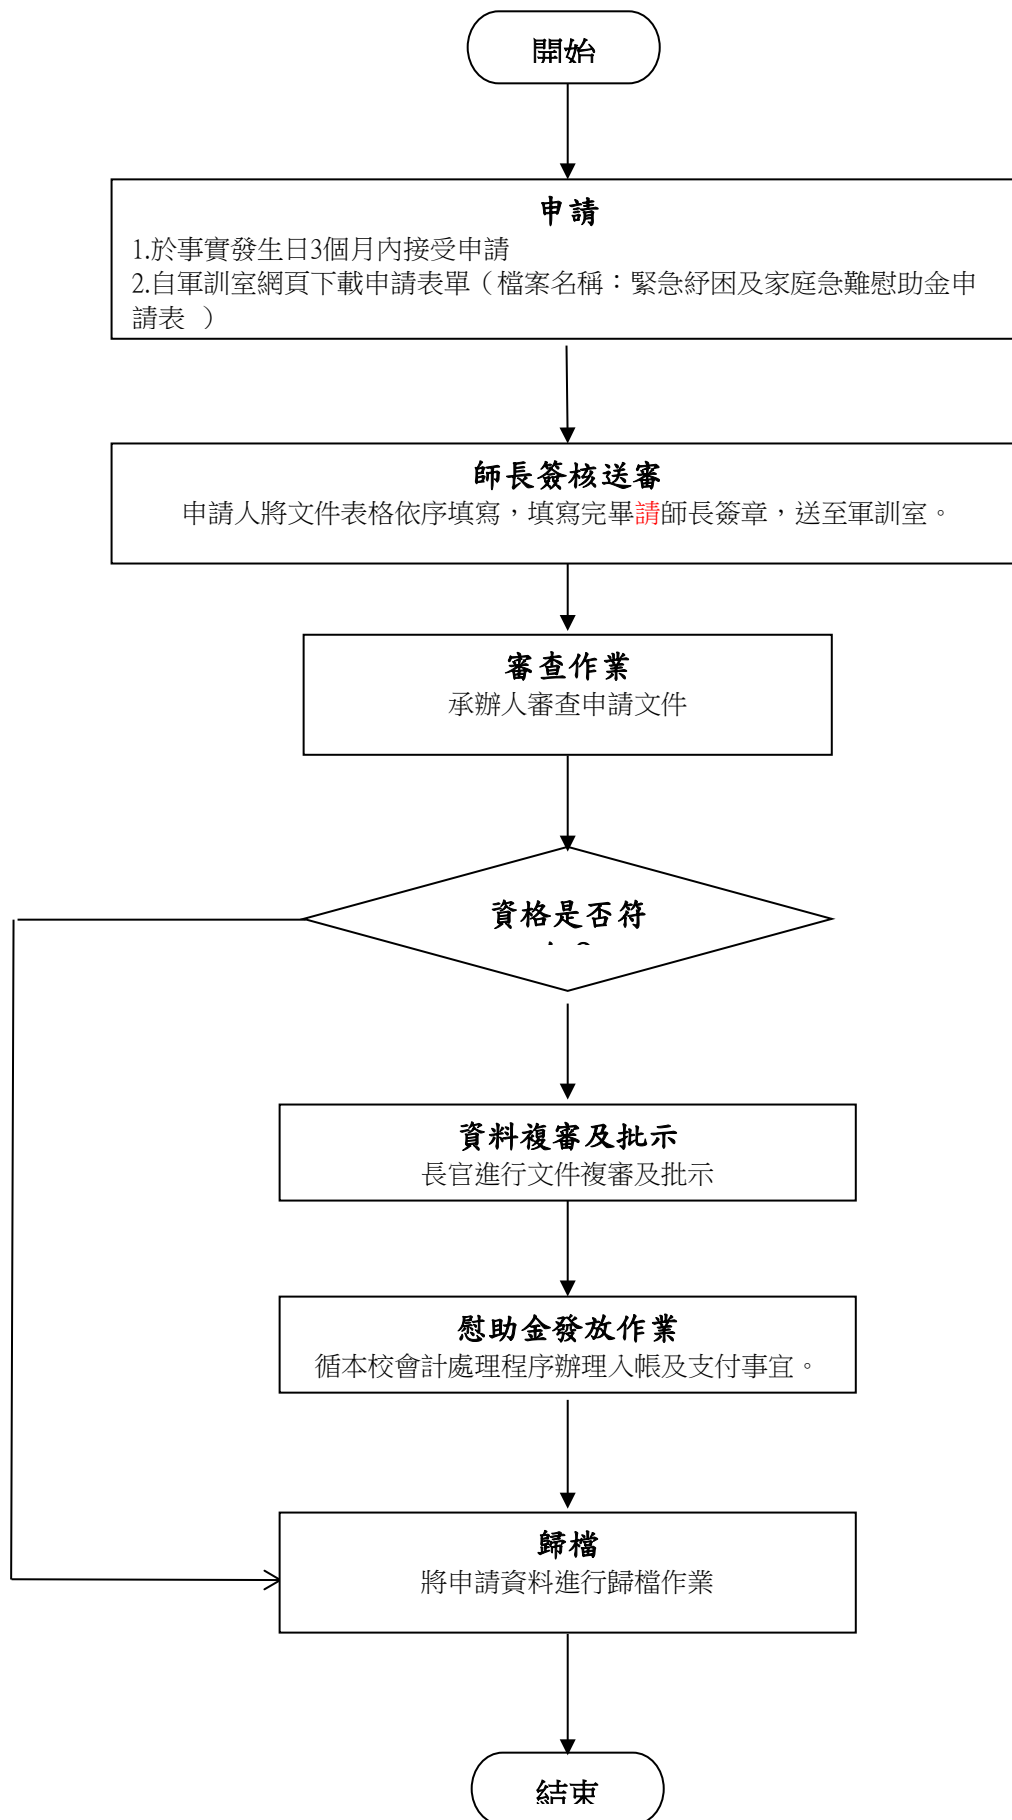 開始
申請
1.於事實發生日3個月內接受申請
2.自軍訓室網頁下載申請表單（檔案名稱：緊急紓困及家庭急難慰助金申
請表 ）
師長簽核送審
申請人將文件表格依序填寫，填寫完畢請師長簽章，送至軍訓室。
審查作業
承辦人審查申請文件
資格是否符
資料複審及批示
長官進行文件複審及批示
慰助金發放作業
循本校會計處理程序辦理入帳及支付事宜。
歸檔
將申請資料進行歸檔作業
結束